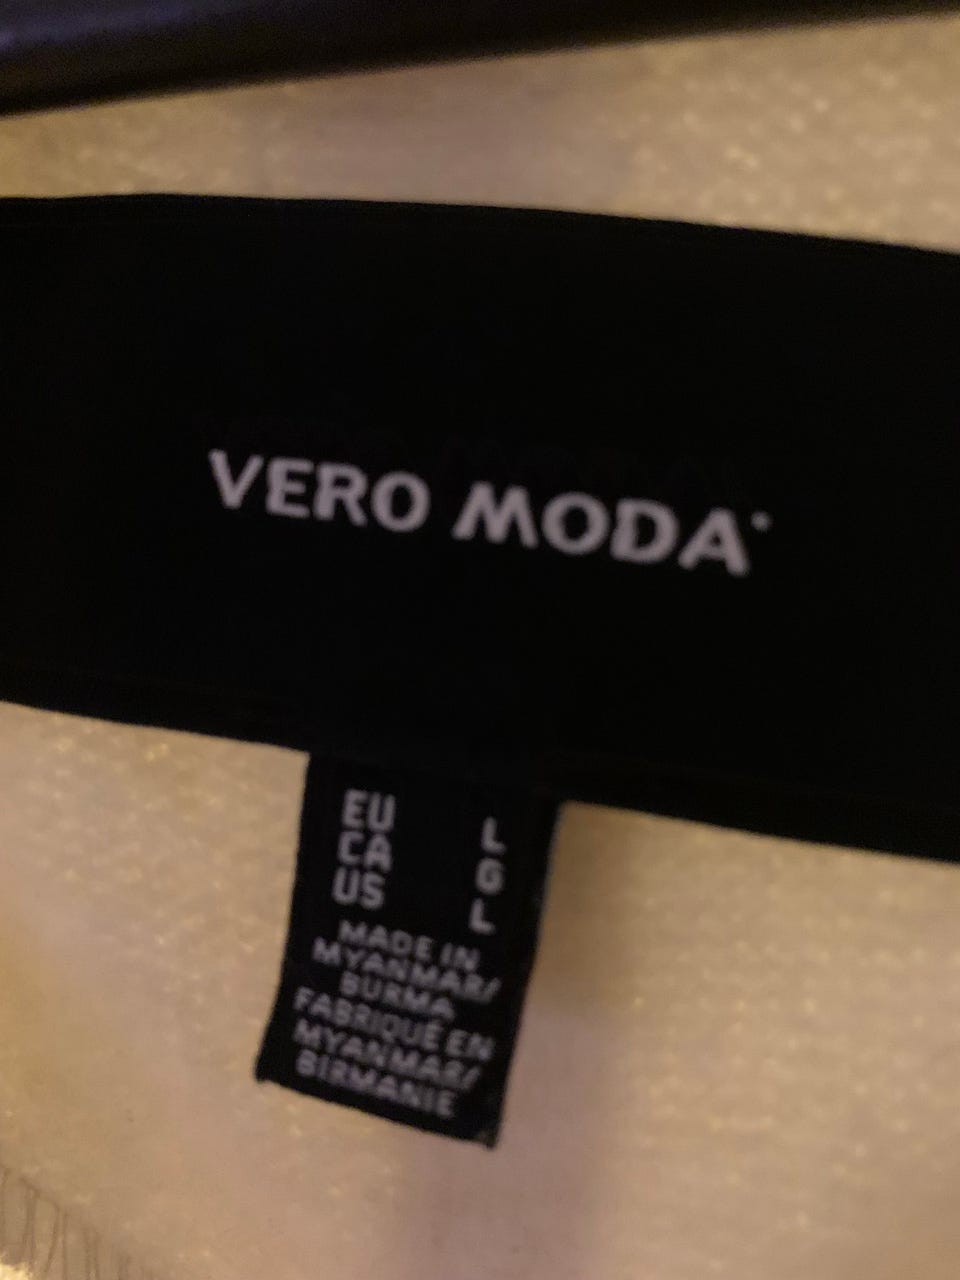 VERO MODA
EU L
CA G
US L
MADE IN
MYANMAR/
BURMA
FABRIQUÉ EN
MYANMAR/
BIRMANIE